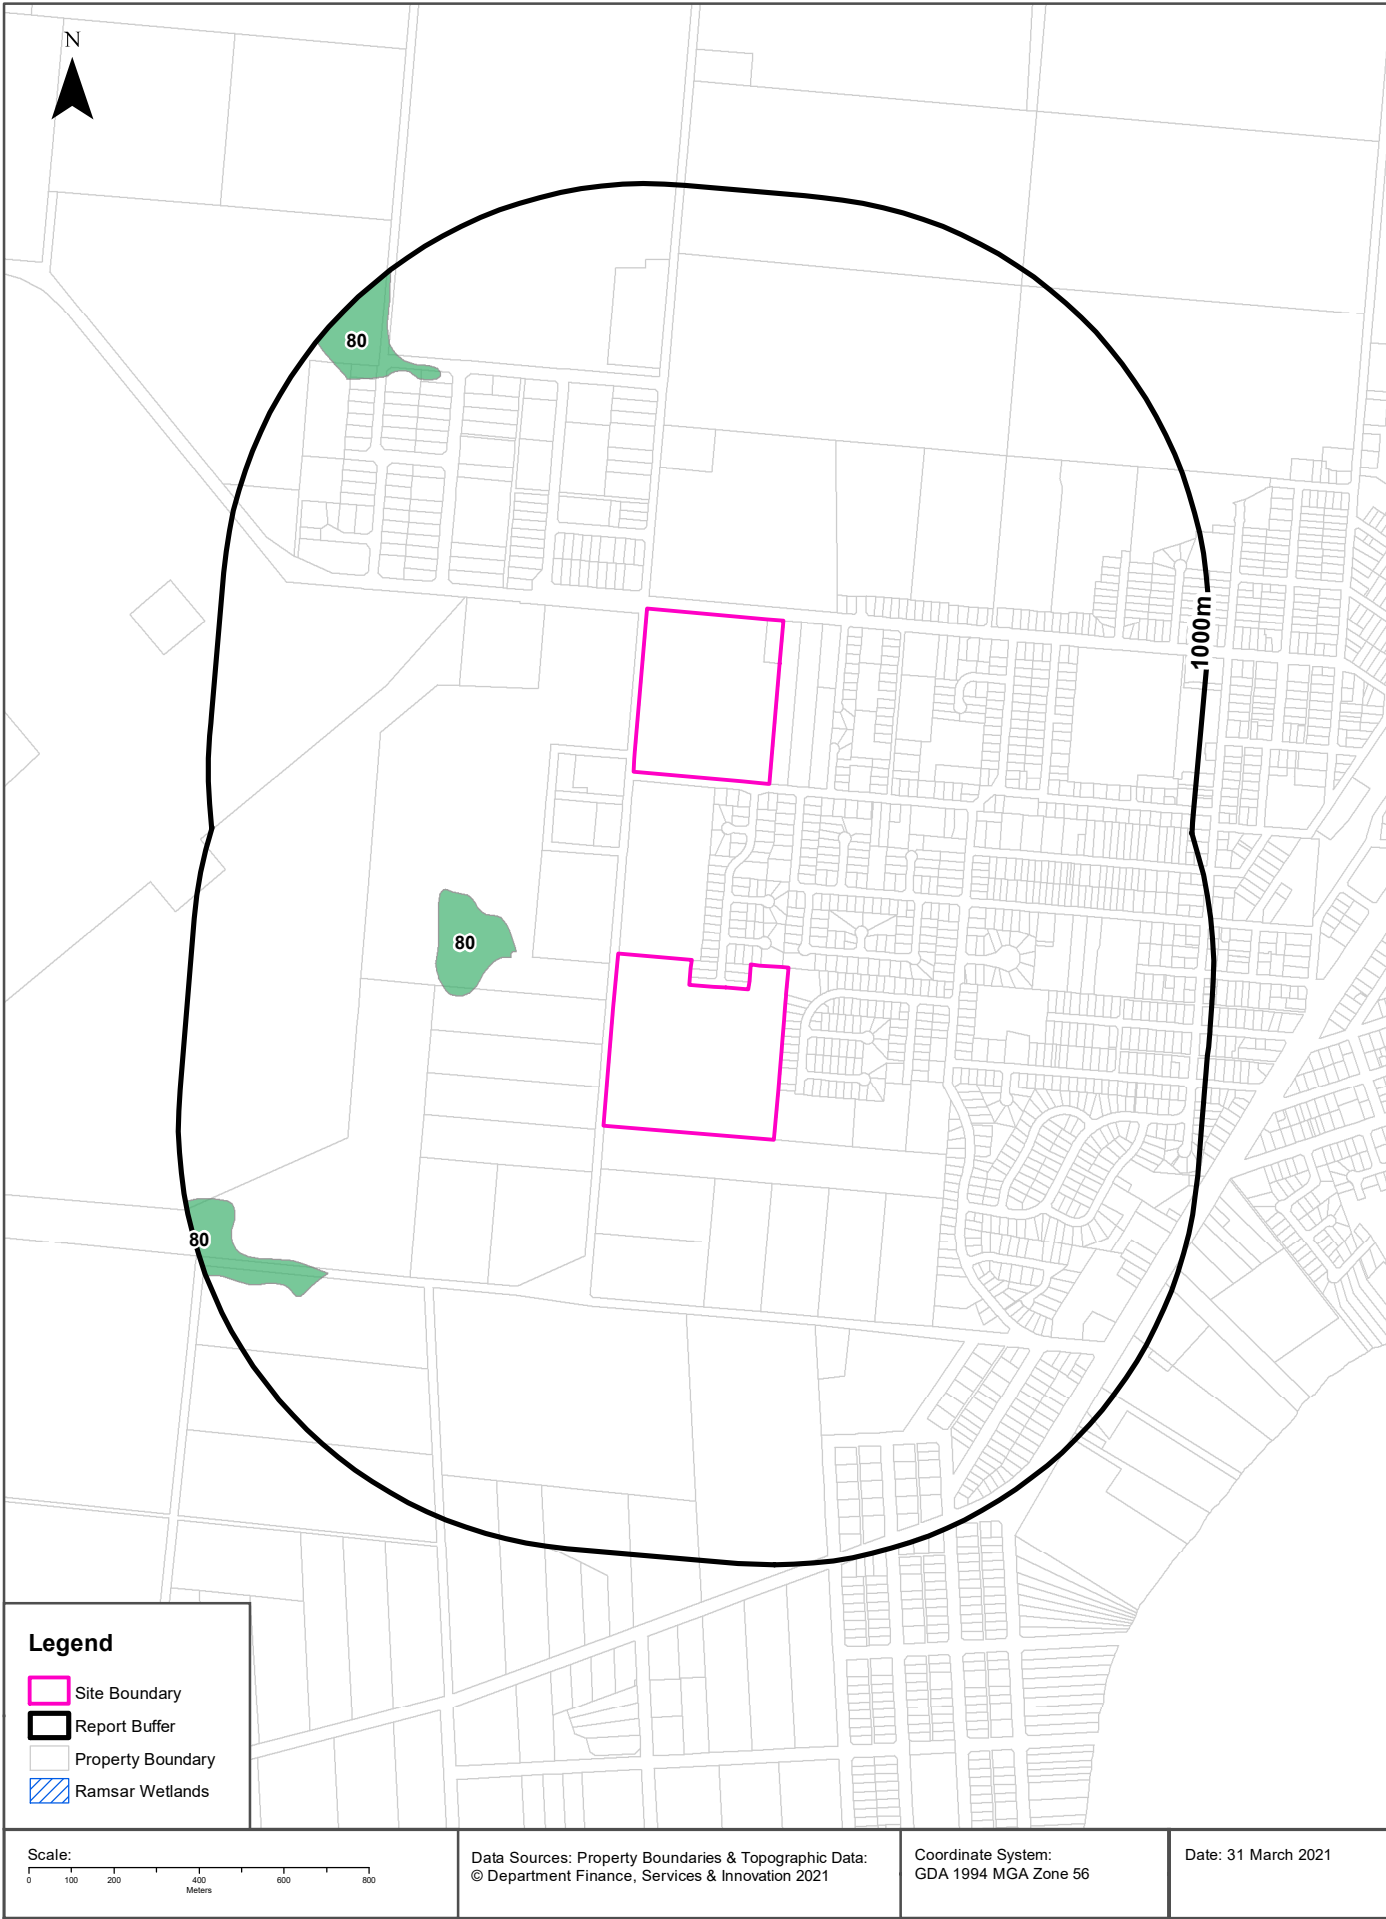 N
80
1000m
80
80
Legend
Site Boundary
Report Buffer
Property Boundary
Ramsar Wetlands
Scale:
0 100 200 400 600 800
Meters
Data Sources: Property Boundaries & Topographic Data:
© Department Finance, Services & Innovation 2021
Coordinate System:
GDA 1994 MGA Zone 56
Date: 31 March 2021